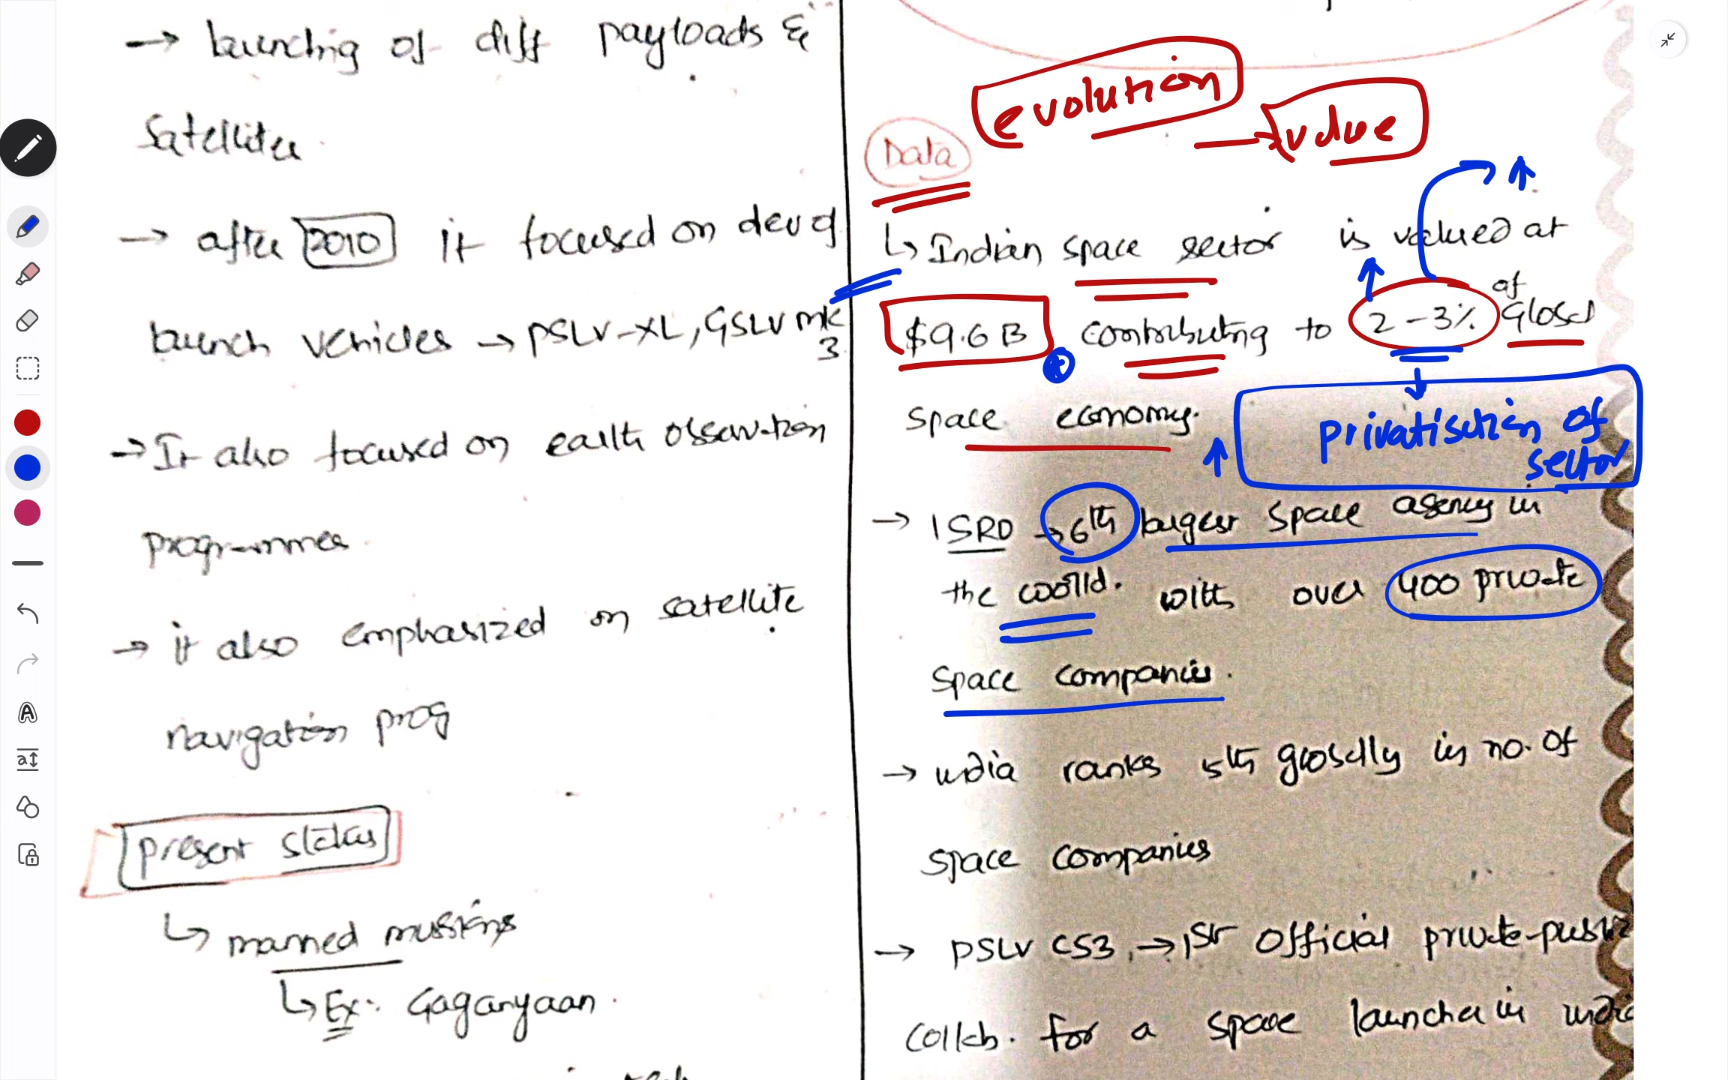 → launching of diff payloads &
Satellites.
→ after 2010 it focused on dev of
launch vehicles → PSLV-XL, GSLV mk
3
→ It also focused on earth observation
programmes.
→ it also emphasized on satellite
navigation prog
Present status
↳ manned missions
↳ Ex:- Gaganyaan.
evolution
→ value
Data
↳ Indian space sector is valued at
$9.6 B contributing to 2-3% of Global
space economy.
privatisation of
sector
→ ISRO → 6th largest space agency in
the world. with over 400 private
Space companies.
→ India ranks 5th globally in no. of
space companies
→ PSLV C53 → 1st official private-public
collab. for a space launch in India